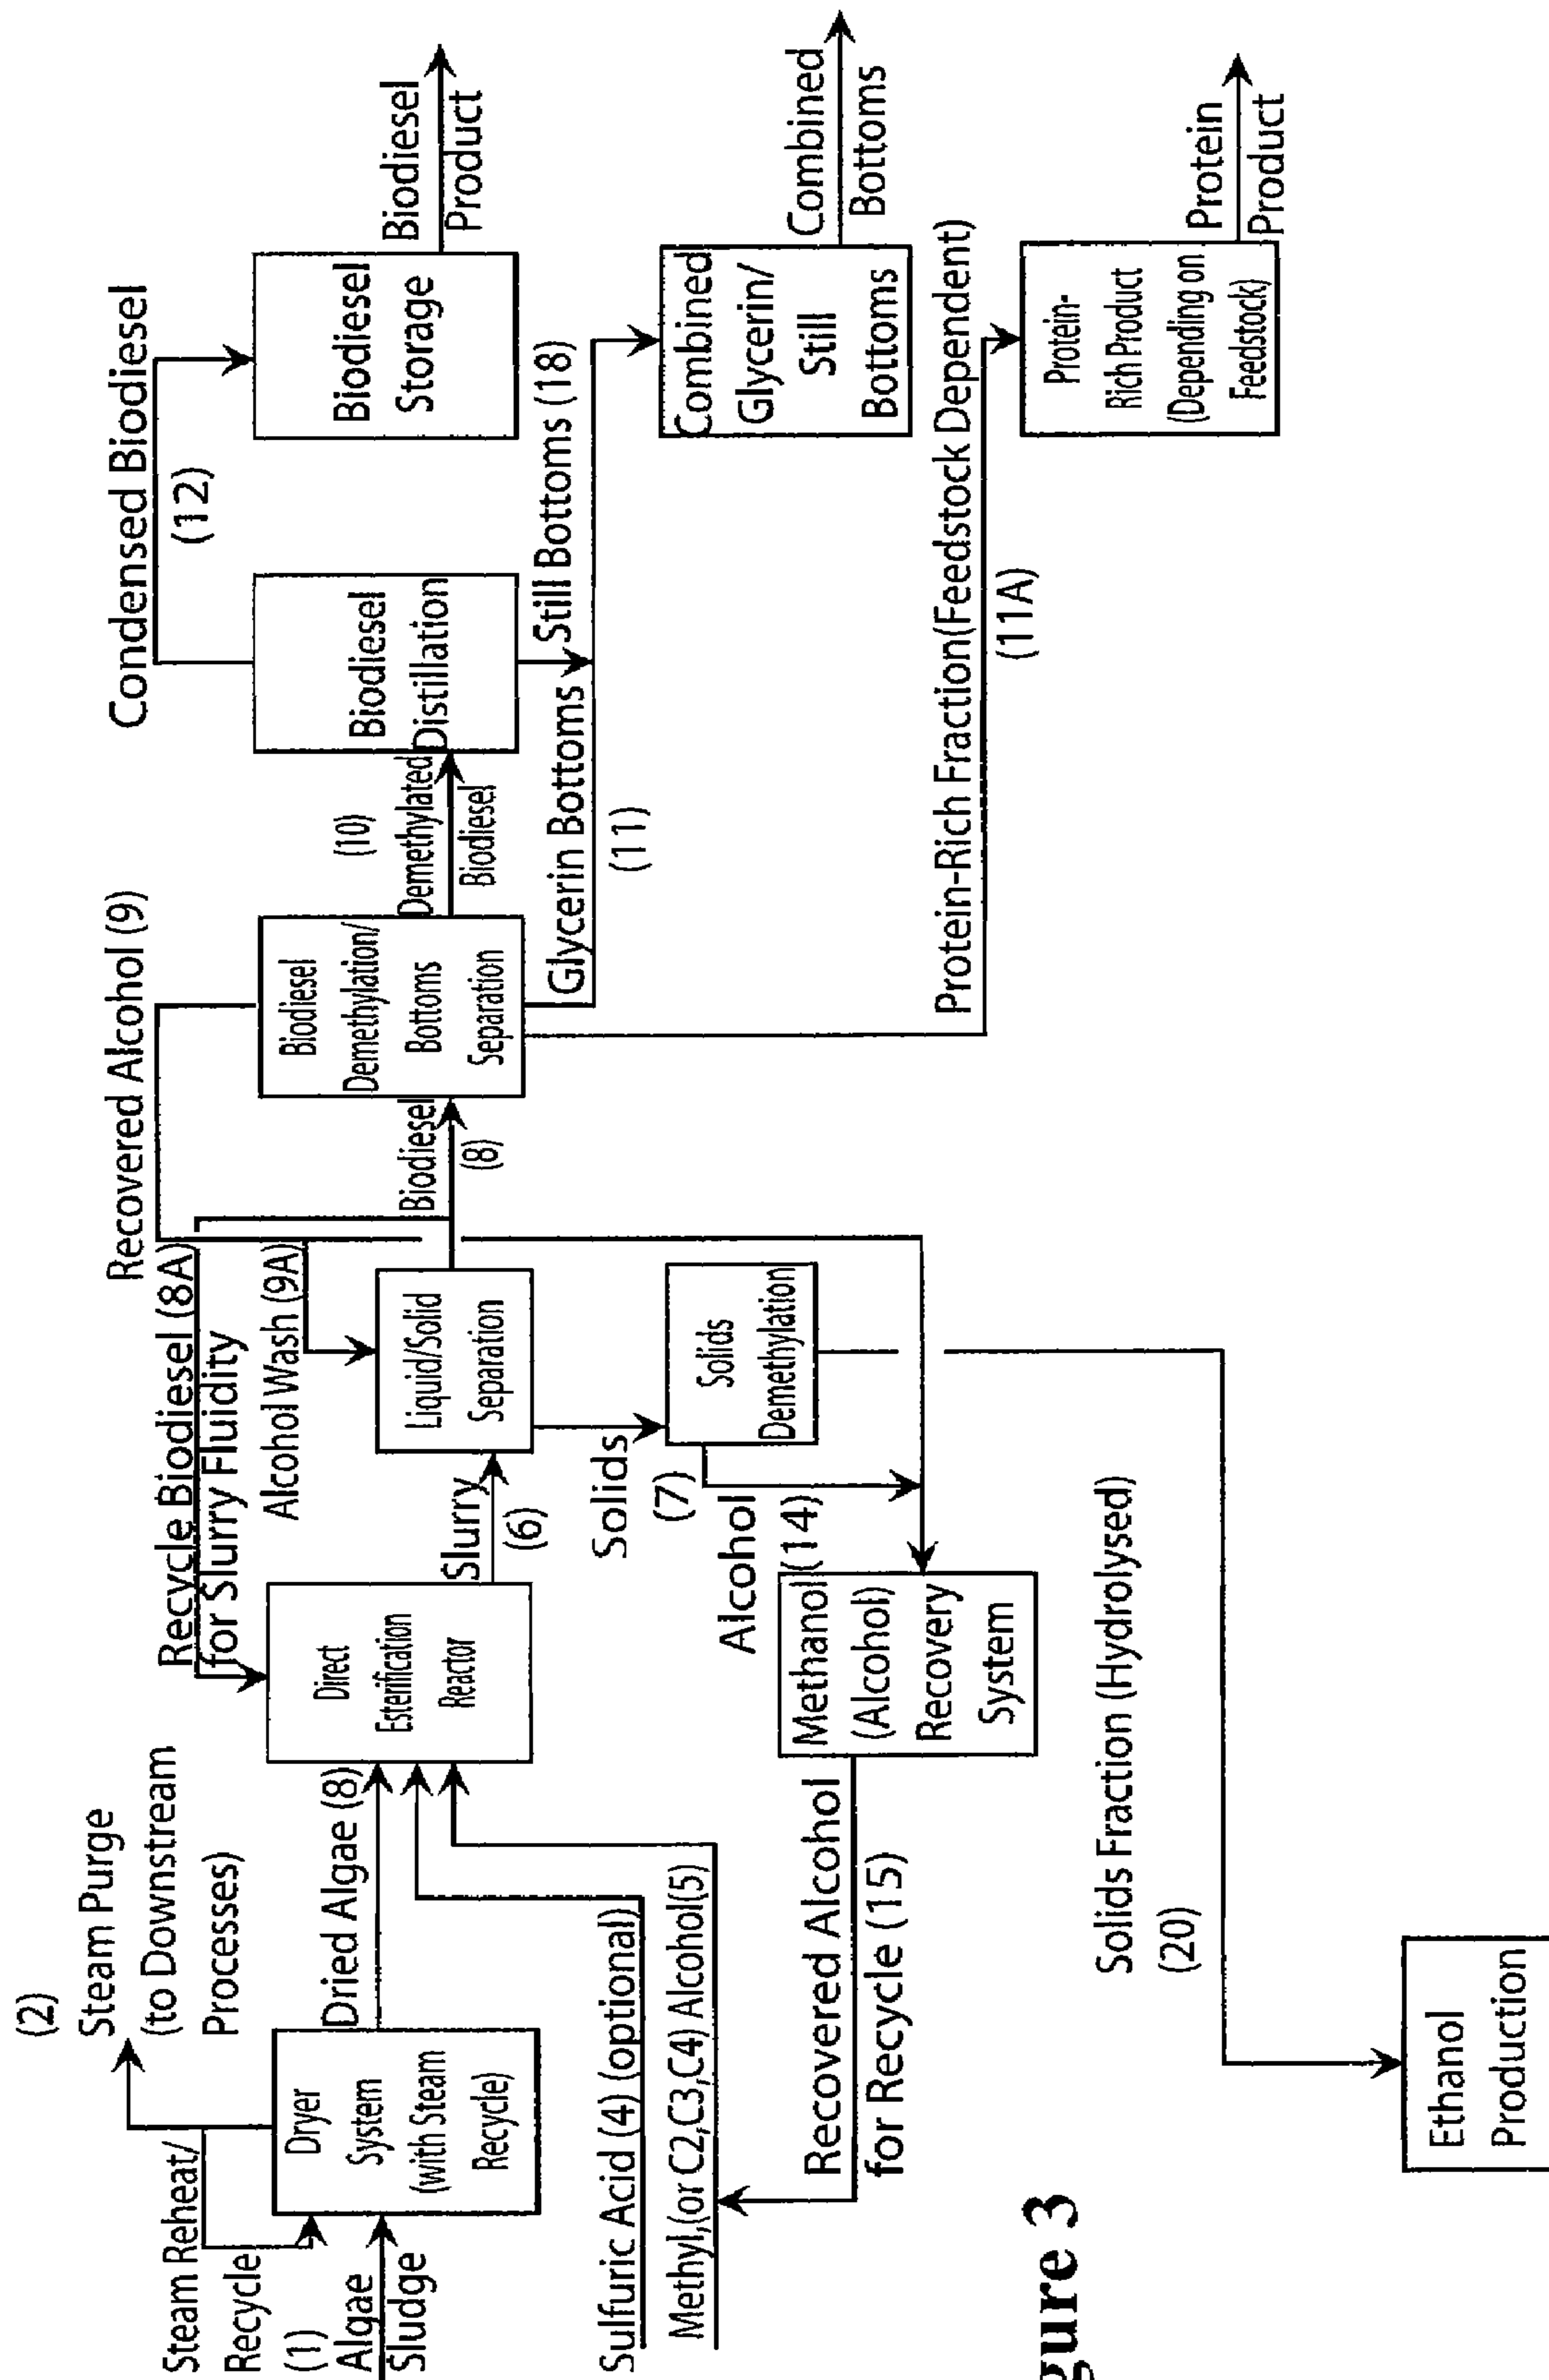 (2)
Steam Purge
(to Downstream
Processes)
Steam Reheat/
Recycle
(1)
Algae
Sludge
Dryer
System
(with Steam
Recycle)
Dried Algae (8)
Sulfuric Acid (4) (optional)
Methyl,(or C2,C3,C4) Alcohol(5)
Recycle Biodiesel (8A)
for Slurry Fluidity
Direct
Esterification
Reactor
Slurry
(6)
Alcohol Wash (9A)
Liquid/Solid
Separation
Solids
(7)
Solids
Demethylation
Alcohol
(14)
Methanol
(Alcohol)
Recovery
System
Recovered Alcohol
for Recycle (15)
Recovered Alcohol (9)
Biodiesel
(8)
Biodiesel
Demethylation/
Bottoms
Separation
(10)
Demethylated
Biodiesel
Glycerin Bottoms
(11)
Biodiesel
Distillation
Still Bottoms (18)
Condensed Biodiesel
(12)
Biodiesel
Storage
Biodiesel
Product
Combined
Glycerin/
Still
Bottoms
Combined
Bottoms
Protein-Rich Fraction(Feedstock Dependent)
(11A)
Protein-
Rich Product
(Depending on
Feedstock)
Protein
Product
Solids Fraction (Hydrolysed)
(20)
Ethanol
Production
gure 3